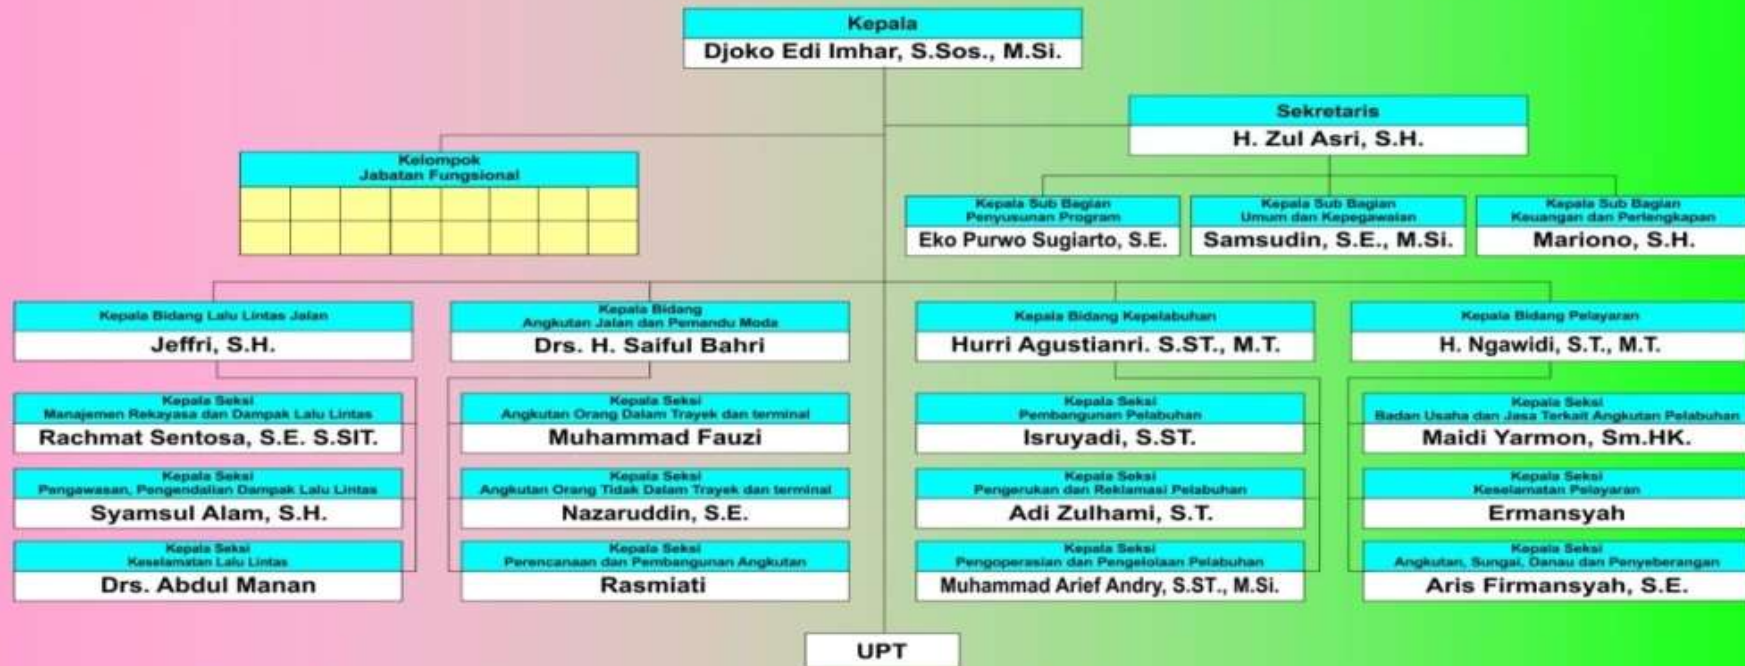 Kepala
Djoko Edi Imhar, S.Sos., M.Si.
Sekretaris
H. Zul Asri, S.H.
Kelompok
Jabatan Fungsional
Kepala Sub Bagian
Penyusunan Program
Eko Purwo Sugiarto, S.E.
Kepala Sub Bagian
Umum dan Kepegawaian
Samsudin, S.E., M.Si.
Kepala Sub Bagian
Keuangan dan Perlengkapan
Mariono, S.H.
Kepala Bidang Lalu Lintas Jalan
Jeffri, S.H.
Kepala Bidang
Angkutan Jalan dan Pemandu Moda
Drs. H. Saiful Bahri
Kepala Bidang Kepelabuhan
Hurri Agustianri. S.ST., M.T.
Kepala Bidang Pelayaran
H. Ngawidi, S.T., M.T.
Kepala Seksi
Manajemen Rekayasa dan Dampak Lalu Lintas
Rachmat Sentosa, S.E. S.SIT.
Kepala Seksi
Angkutan Orang Dalam Trayek dan terminal
Muhammad Fauzi
Kepala Seksi
Pembangunan Pelabuhan
Isruyadi, S.ST.
Kepala Seksi
Badan Usaha dan Jasa Terkait Angkutan Pelabuhan
Maidi Yarmon, Sm.HK.
Kepala Seksi
Pengawasan, Pengendalian Dampak Lalu Lintas
Syamsul Alam, S.H.
Kepala Seksi
Angkutan Orang Tidak Dalam Trayek dan terminal
Nazaruddin, S.E.
Kepala Seksi
Pengerukan dan Reklamasi Pelabuhan
Adi Zulhami, S.T.
Kepala Seksi
Keselamatan Pelayaran
Ermansyah
Kepala Seksi
Keselamatan Lalu Lintas
Drs. Abdul Manan
Kepala Seksi
Perencanaan dan Pembangunan Angkutan
Rasmiati
Kepala Seksi
Pengoperasian dan Pengelolaan Pelabuhan
Muhammad Arief Andry, S.ST., M.Si.
Kepala Seksi
Angkutan, Sungai, Danau dan Penyeberangan
Aris Firmansyah, S.E.
UPT